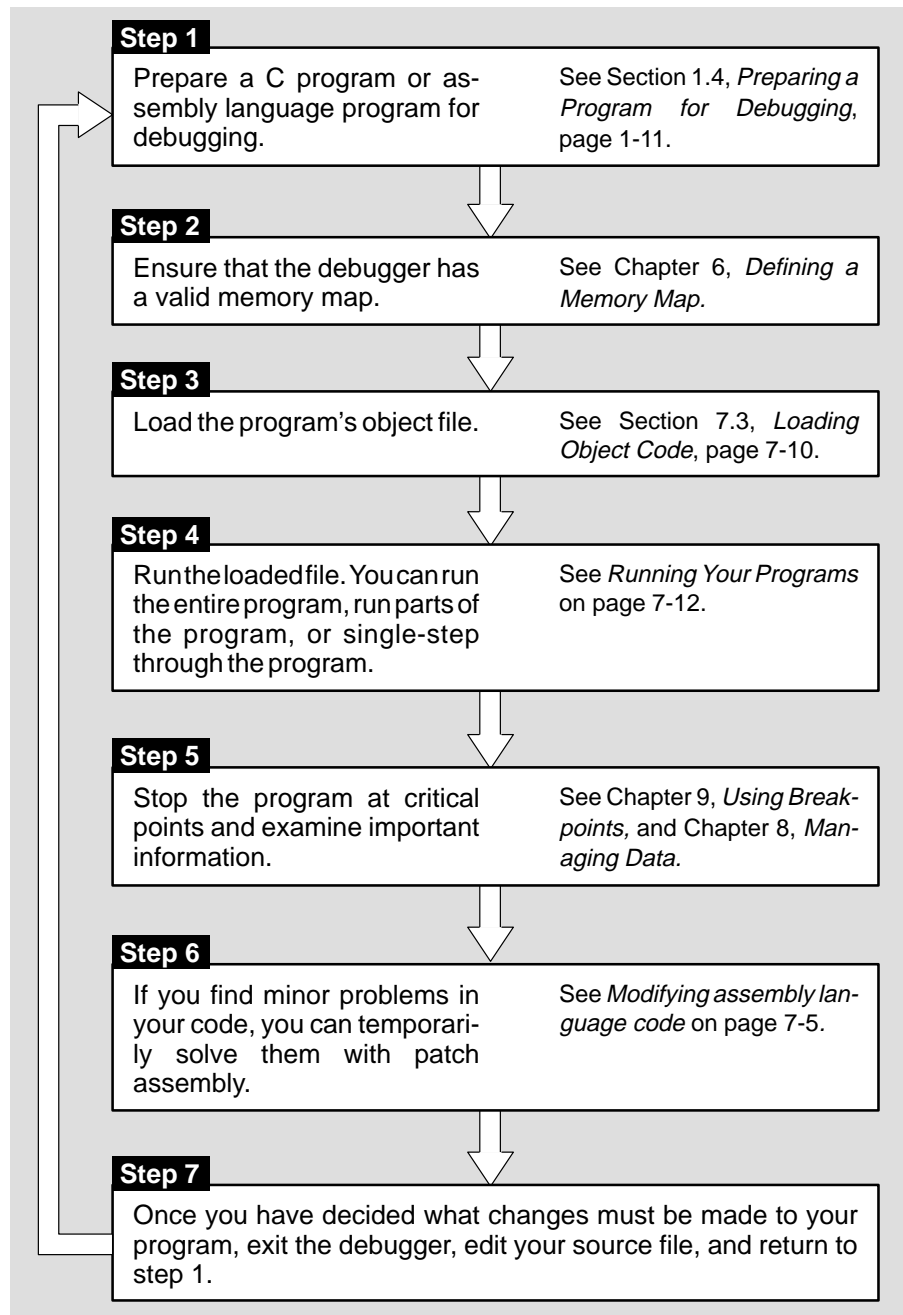 Step 1
Prepare a C program or as-
sembly language program for
debugging.
See Section 1.4, Preparing a
Program for Debugging,
page 1-11.
Step 2
Ensure that the debugger has
a valid memory map.
See Chapter 6, Defining a
Memory Map.
Step 3
Load the program's object file.
See Section 7.3, Loading
Object Code, page 7-10.
Step 4
Run the loaded file. You can run
the entire program, run parts of
the program, or single-step
through the program.
See Running Your Programs
on page 7-12.
Step 5
Stop the program at critical
points and examine important
information.
See Chapter 9, Using Break-
points, and Chapter 8, Man-
aging Data.
Step 6
If you find minor problems in
your code, you can temporari-
ly solve them with patch
assembly.
See Modifying assembly lan-
guage code on page 7-5.
Step 7
Once you have decided what changes must be made to your
program, exit the debugger, edit your source file, and return to
step 1.